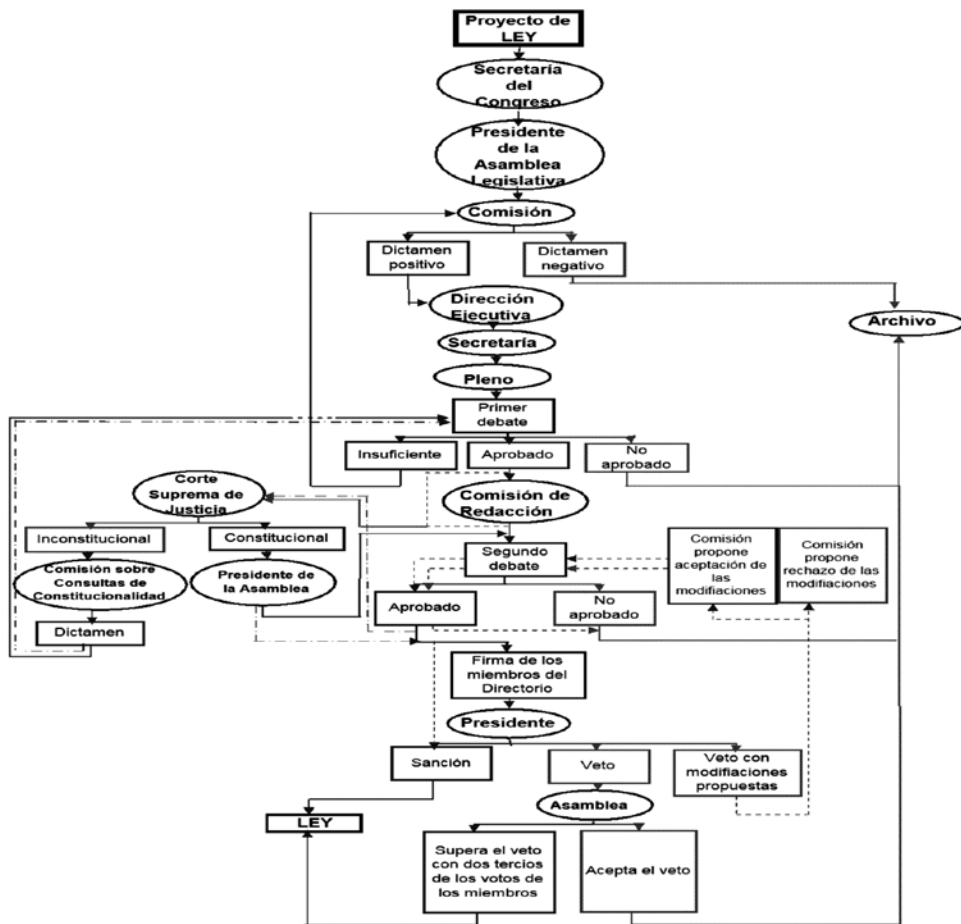 Proyecto de
LEY
Secretaría
del
Congreso
Presidente
de la
Asamblea
Legislativa
Comisión
Dictamen
positivo
Dictamen
negativo
Dirección
Ejecutiva
Archivo
Secretaría
Pleno
Primer
debate
Insuficiente
Aprobado
No
aprobado
Corte
Suprema de
Justicia
Comisión de
Redacción
Inconstitucional
Constitucional
Segundo
debate
Comisión
propone
aceptación de
las
modifiaciones
Comisión
propone
rechazo de las
modifiaciones
Comisión sobre
Consultas de
Constitucionalidad
Presidente de
la Asamblea
Aprobado
No
aprobado
Dictamen
Firma de los
miembros del
Directorio
Presidente
Sanción
Veto
Veto con
modifiaciones
propuestas
Asamblea
LEY
Supera el veto
con dos tercios
de los votos de
los miembros
Acepta el veto